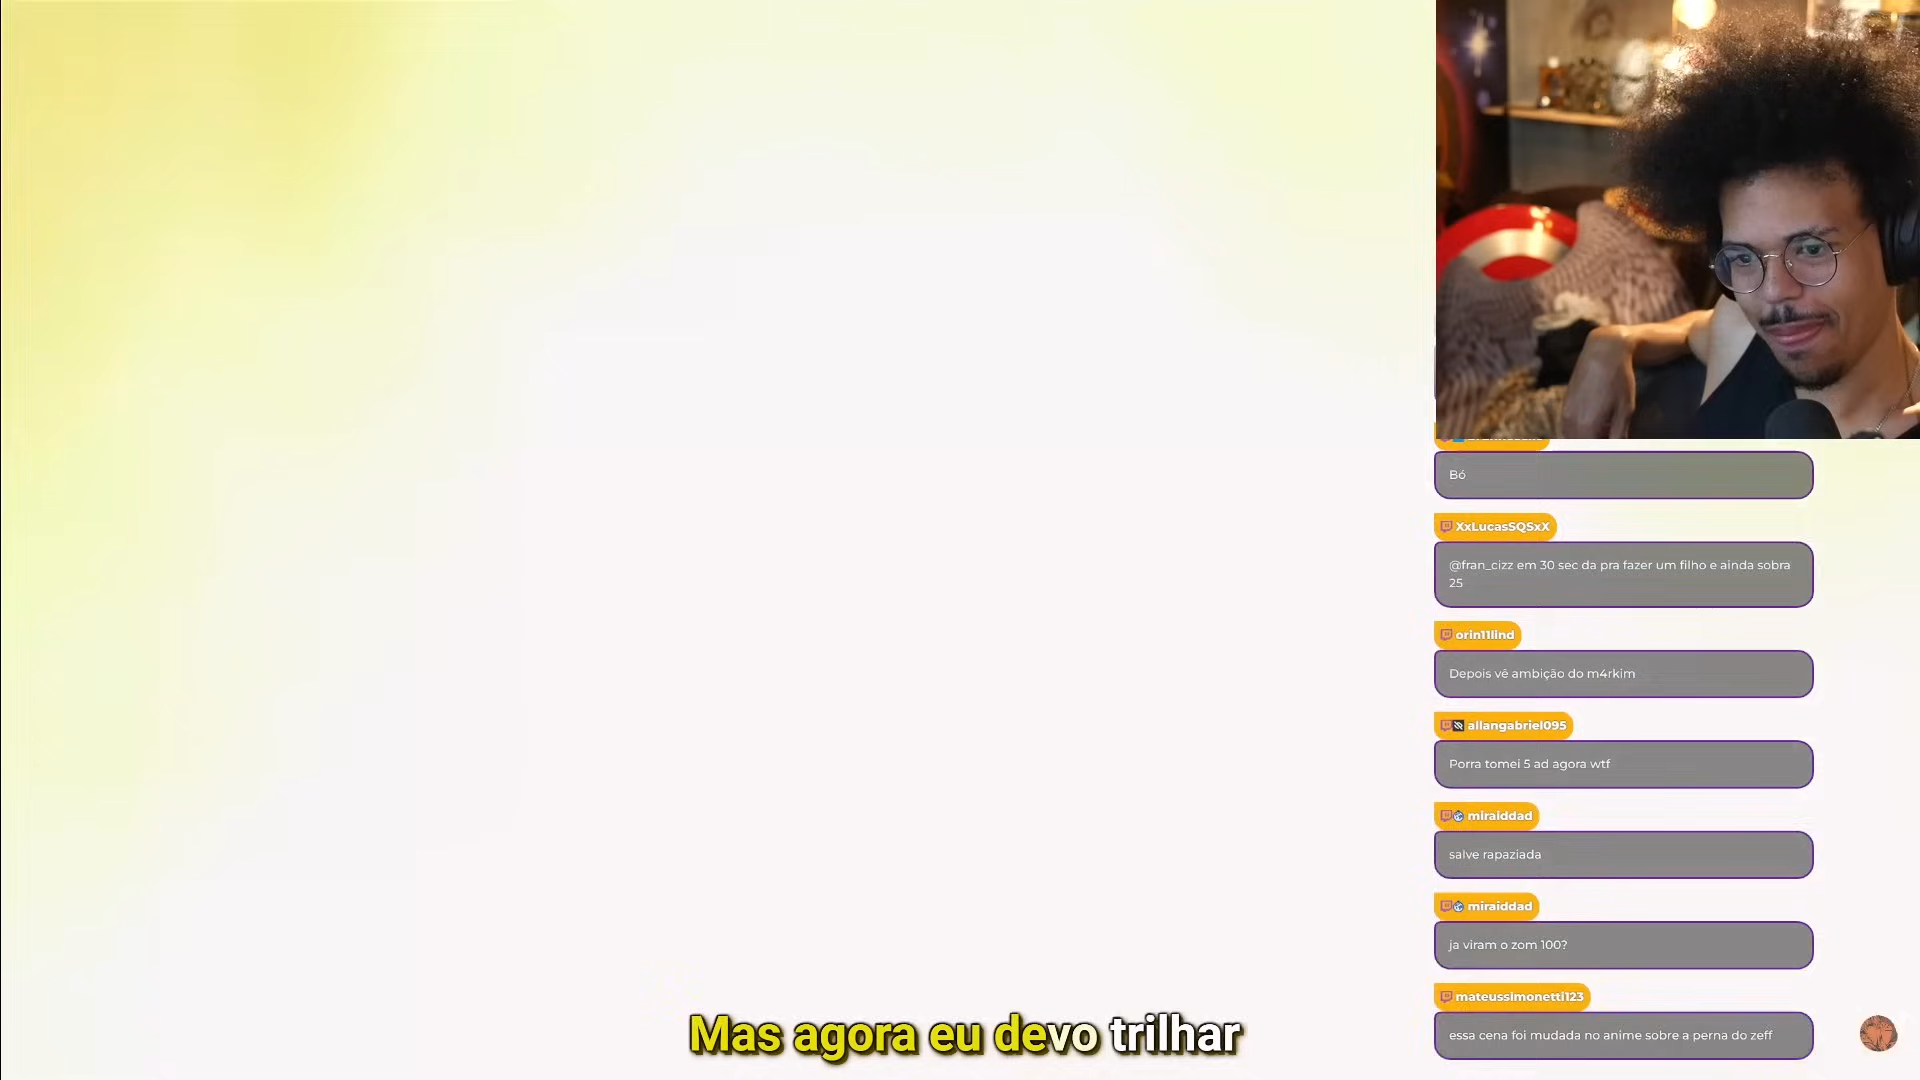 Bó
XxLucasSQSxX
@fran_cizz em 30 sec da pra fazer um filho e ainda sobra
25
orin11lind
Depois vê ambição do m4rkim
allangabriel095
Porra tomei 5 ad agora wtf
miraiddad
salve rapaziada
miraiddad
ja viram o zom 100?
mateussimonetti123
essa cena foi mudada no anime sobre a perna do zeff
Mas agora eu devo trilhar